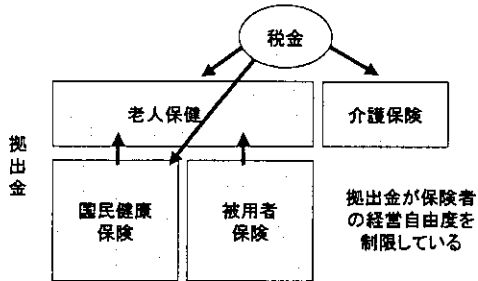 税金
老人保健
介護保険
拠
出
金
国民健康
保険
被用者
保険
拠出金が保険者
の経営自由度を
制限している